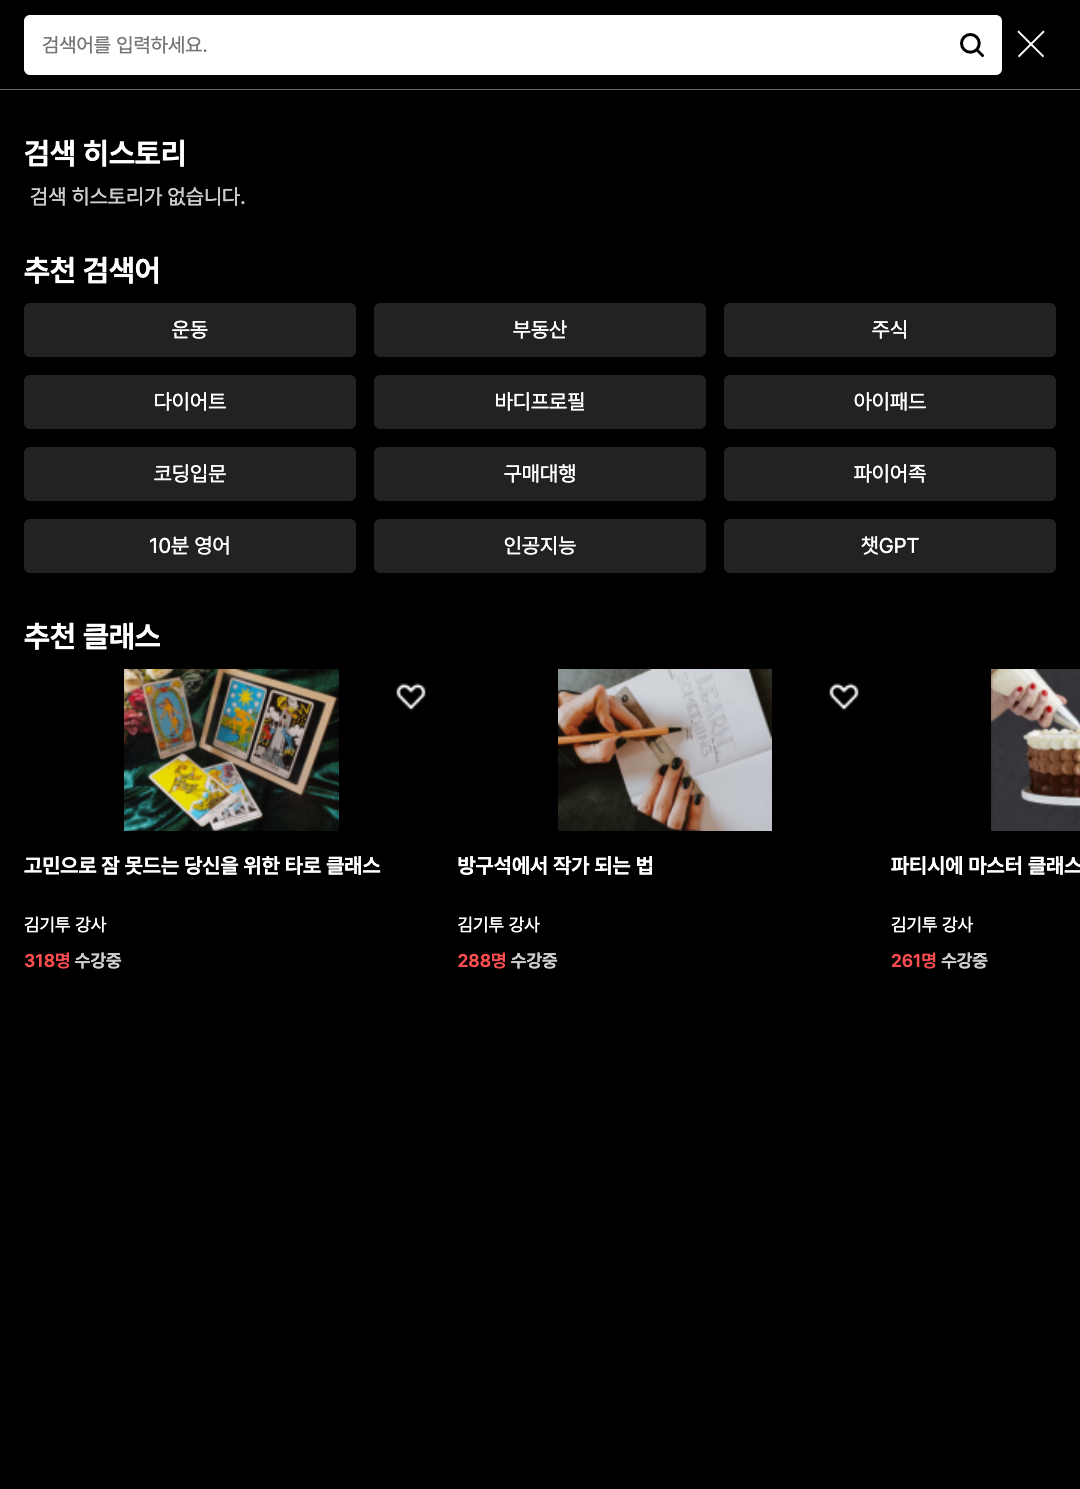 검색어를 입력하세요.
검색 히스토리
검색 히스토리가 없습니다.
추천 검색어
운동 부동산 주식
다이어트 바디프로필 아이패드
코딩입문 구매대행 파이어족
10분 영어 인공지능 챗GPT
추천 클래스
LEARN
SOMETHING
고민으로 잠 못드는 당신을 위한 타로 클래스
방구석에서 작가 되는 법
파티시에 마스터 클래스
김기투 강사 김기투 강사 김기투 강사
318명 수강중 288명 수강중 261명 수강중